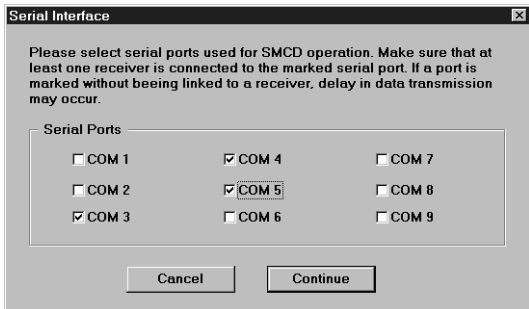 Serial Interface
Please select serial ports used for SMCD operation. Make sure that at
least one receiver is connected to the marked serial port. If a port is
marked without beeing linked to a receiver, delay in data transmission
may occur.
Serial Ports
COM 1 COM 4 COM 7
COM 2 COM 5 COM 8
COM 3 COM 6 COM 9
Cancel Continue